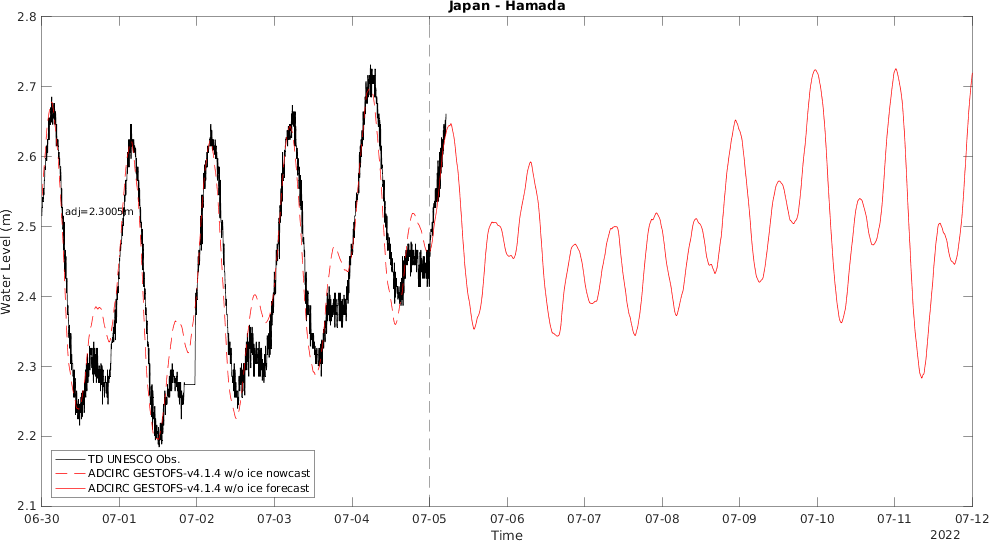 Japan - Hamada
2.8
2.7
2.6
2.5
2.4
2.3
2.2
2.1
Water Level (m)
adj=2.3005m
TD UNESCO Obs.
ADCIRC GESTOFS-v4.1.4 w/o ice nowcast
ADCIRC GESTOFS-v4.1.4 w/o ice forecast
06-30 07-01 07-02 07-03 07-04 07-05 07-06 07-07 07-08 07-09 07-10 07-11 07-12
Time
2022